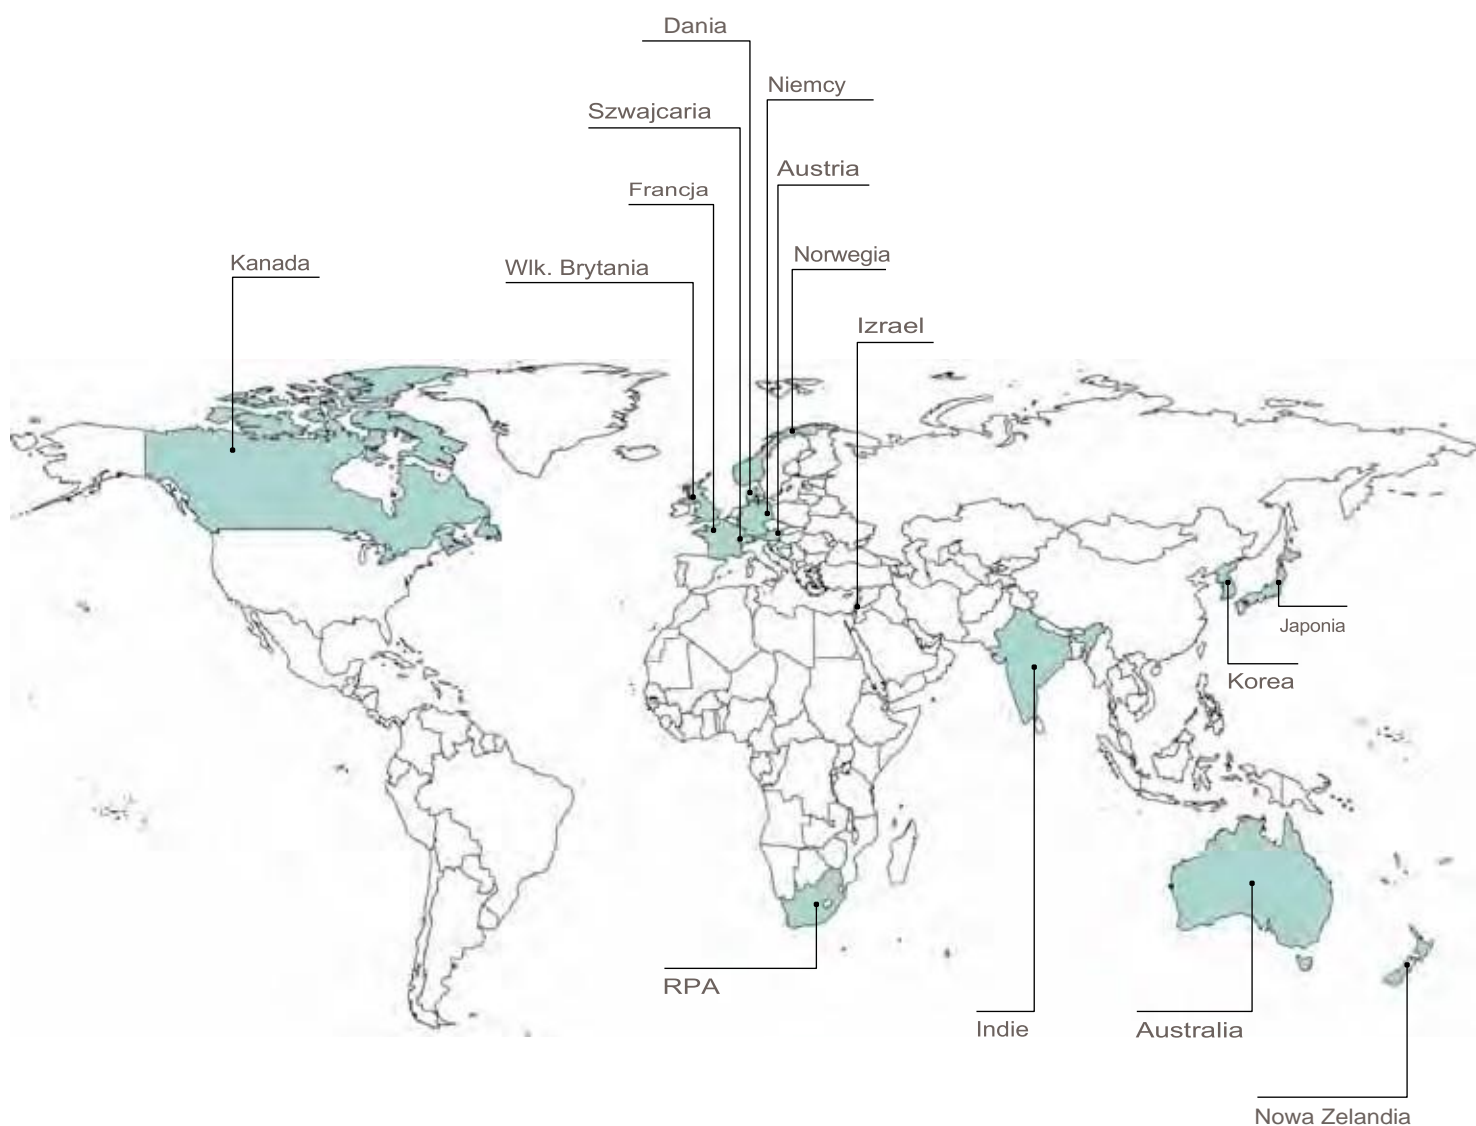 Dania
Niemcy
Szwajcaria
Austria
Francja
Norwegia
Kanada
Wlk. Brytania
Izrael
Japonia
Korea
RPA
Indie
Australia
Nowa Zelandia